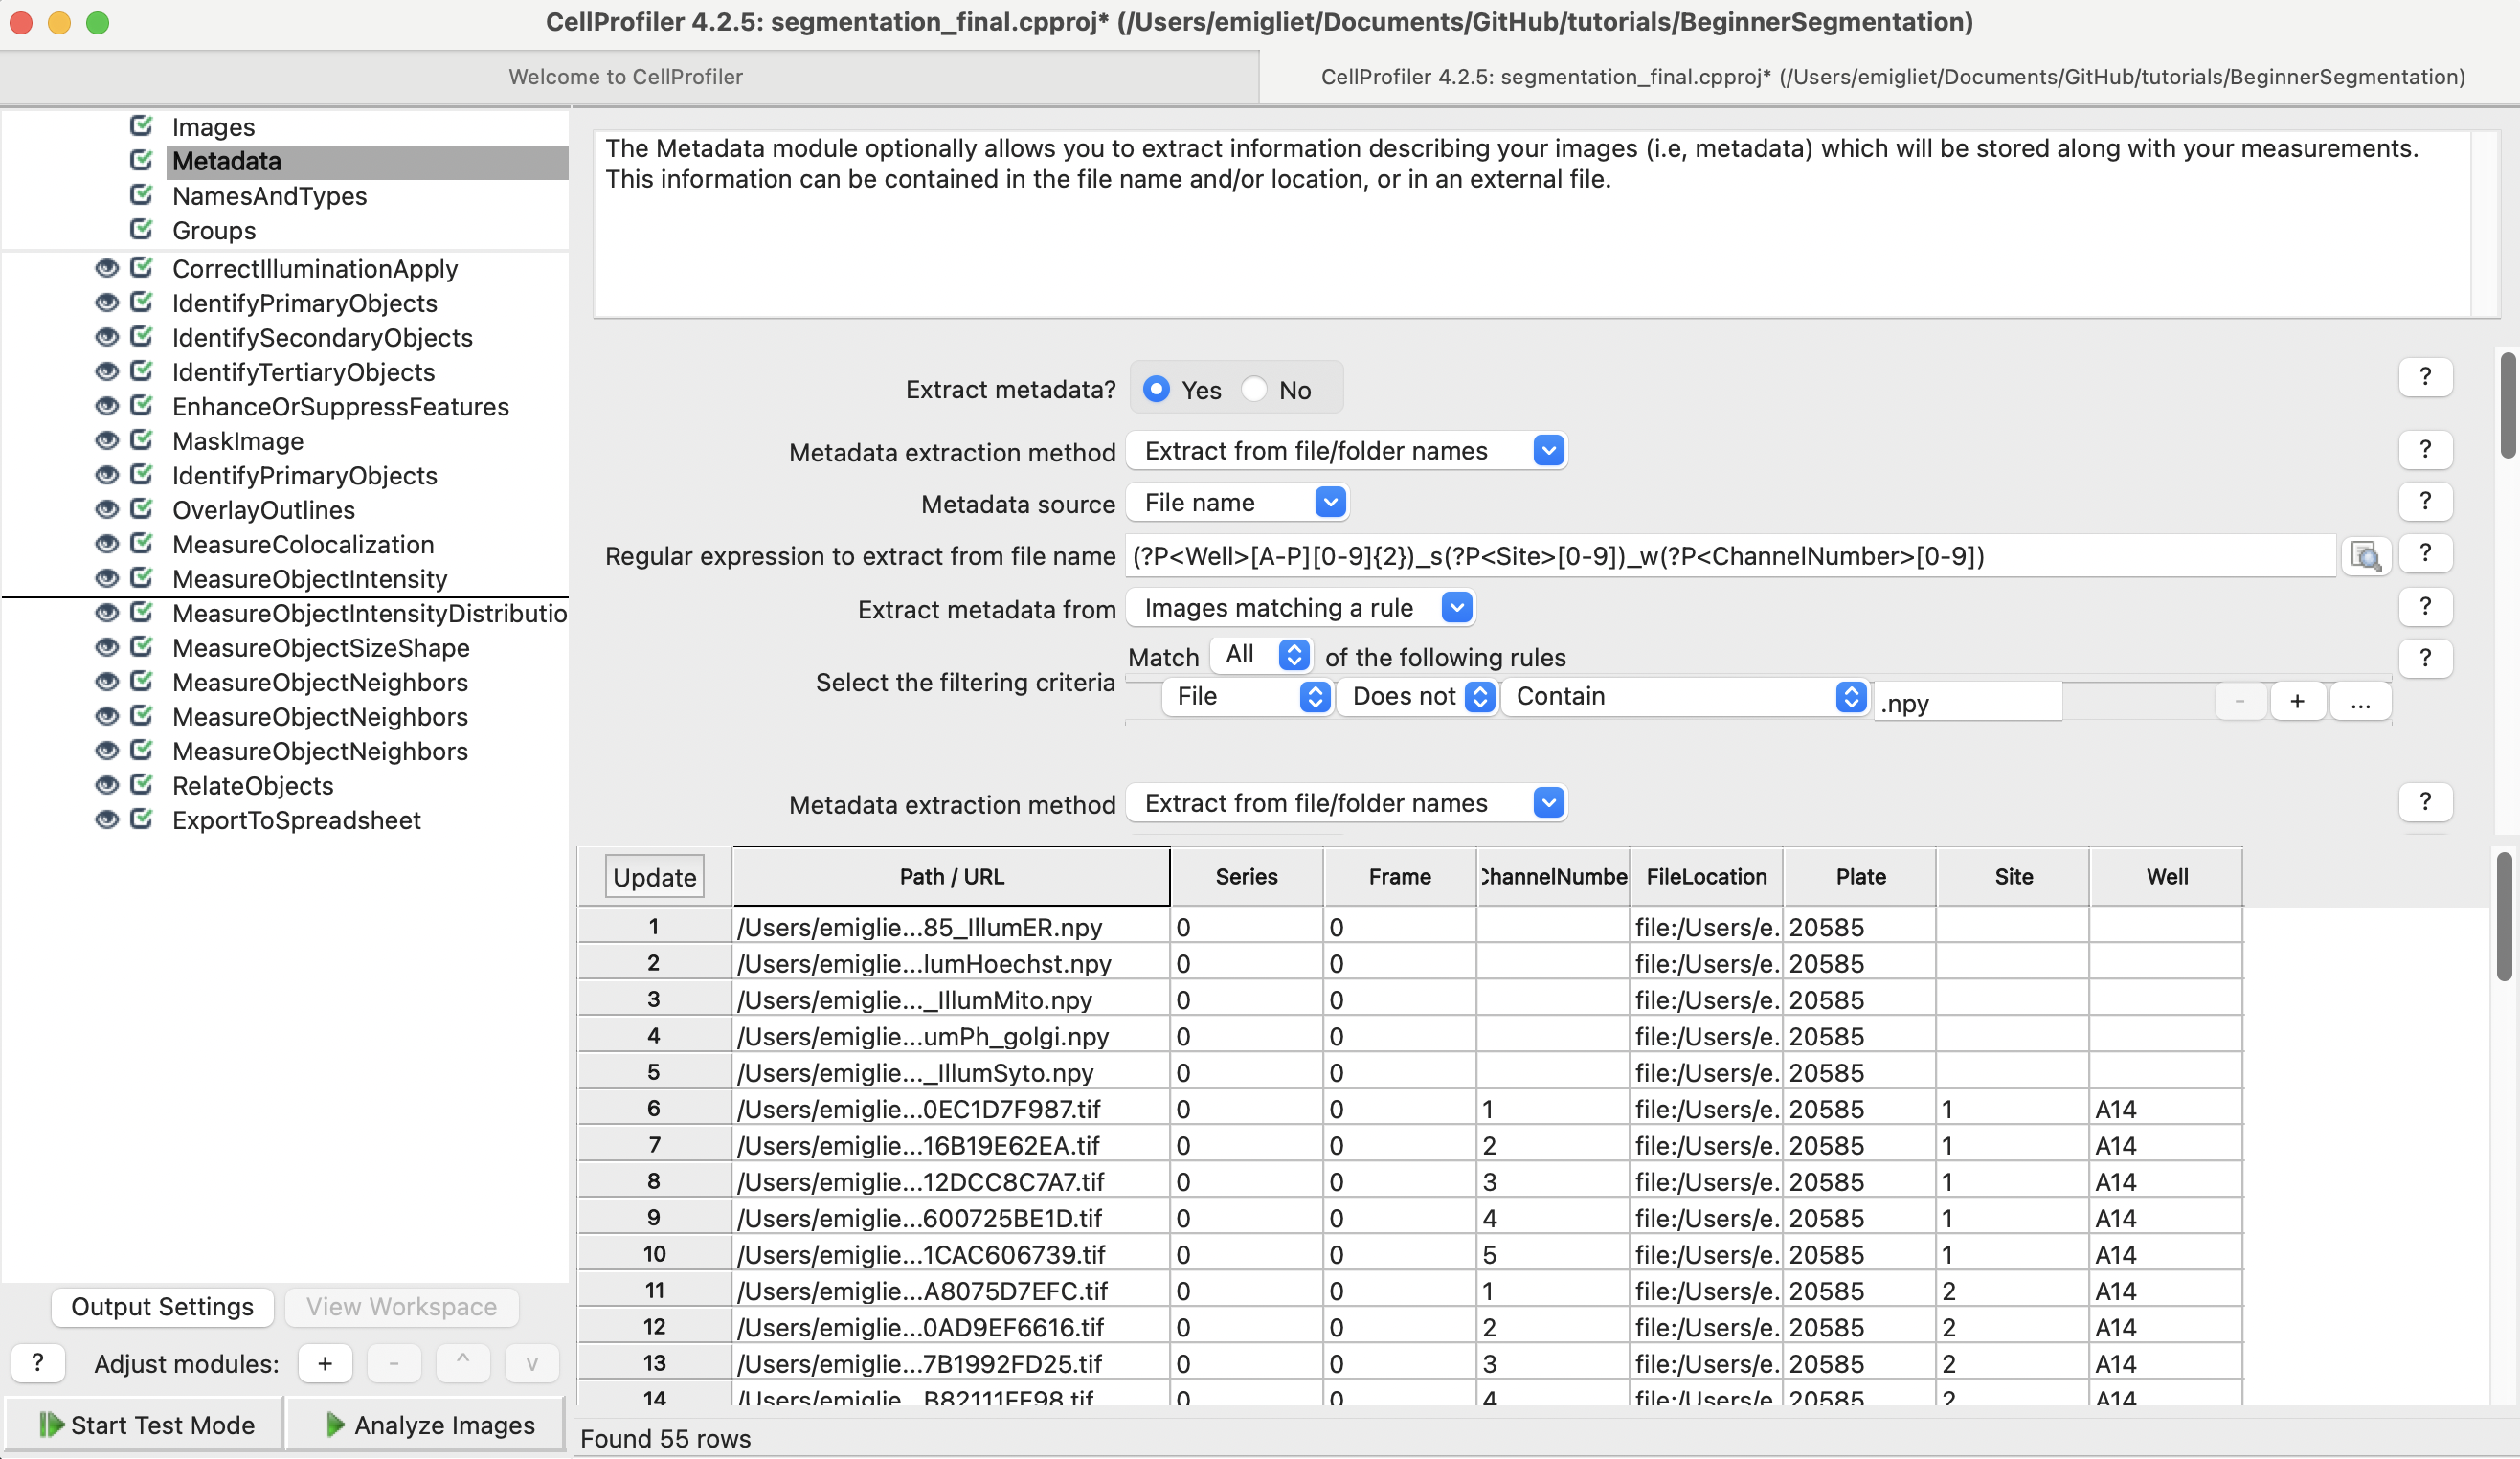 CellProfiler 4.2.5: segmentation_final.cpproj* (/Users/emigliet/Documents/GitHub/tutorials/BeginnerSegmentation)
Welcome to CellProfiler
CellProfiler 4.2.5: segmentation_final.cpproj* (/Users/emigliet/Documents/GitHub/tutorials/BeginnerSegmentation)
Images
Metadata
NamesAndTypes
Groups
CorrectIlluminationApply
IdentifyPrimaryObjects
IdentifySecondaryObjects
IdentifyTertiaryObjects
EnhanceOrSuppressFeatures
MaskImage
IdentifyPrimaryObjects
OverlayOutlines
MeasureColocalization
MeasureObjectIntensity
MeasureObjectIntensityDistributio
MeasureObjectSizeShape
MeasureObjectNeighbors
MeasureObjectNeighbors
MeasureObjectNeighbors
RelateObjects
ExportToSpreadsheet
Output Settings View Workspace
? Adjust modules: + - ^ v
Start Test Mode Analyze Images
The Metadata module optionally allows you to extract information describing your images (i.e, metadata) which will be stored along with your measurements.
This information can be contained in the file name and/or location, or in an external file.
Extract metadata? Yes No ?
Metadata extraction method Extract from file/folder names ?
Metadata source File name ?
Regular expression to extract from file name (?P<Well>[A-P][0-9]{2})_s(?P<Site>[0-9])_w(?P<ChannelNumber>[0-9]) ?
Extract metadata from Images matching a rule ?
Match All of the following rules ?
Select the filtering criteria
File Does not Contain .npy - + ...
Metadata extraction method Extract from file/folder names ?
Update Path / URL Series Frame ChannelNumbe FileLocation Plate Site Well
1 /Users/emiglie...85_IllumER.npy 0 0 file:/Users/e. 20585
2 /Users/emiglie...lumHoechst.npy 0 0 file:/Users/e. 20585
3 /Users/emiglie..._IllumMito.npy 0 0 file:/Users/e. 20585
4 /Users/emiglie...umPh_golgi.npy 0 0 file:/Users/e. 20585
5 /Users/emiglie..._IllumSyto.npy 0 0 file:/Users/e. 20585
6 /Users/emiglie...0EC1D7F987.tif 0 0 1 file:/Users/e. 20585 1 A14
7 /Users/emiglie...16B19E62EA.tif 0 0 2 file:/Users/e. 20585 1 A14
8 /Users/emiglie...12DCC8C7A7.tif 0 0 3 file:/Users/e. 20585 1 A14
9 /Users/emiglie...600725BE1D.tif 0 0 4 file:/Users/e. 20585 1 A14
10 /Users/emiglie...1CAC606739.tif 0 0 5 file:/Users/e. 20585 1 A14
11 /Users/emiglie...A8075D7EFC.tif 0 0 1 file:/Users/e. 20585 2 A14
12 /Users/emiglie...0AD9EF6616.tif 0 0 2 file:/Users/e. 20585 2 A14
13 /Users/emiglie...7B1992FD25.tif 0 0 3 file:/Users/e. 20585 2 A14
14 /Users/emiglie...B82111FF98.tif 0 0 4 file:/Users/e. 20585 2 A14
Found 55 rows